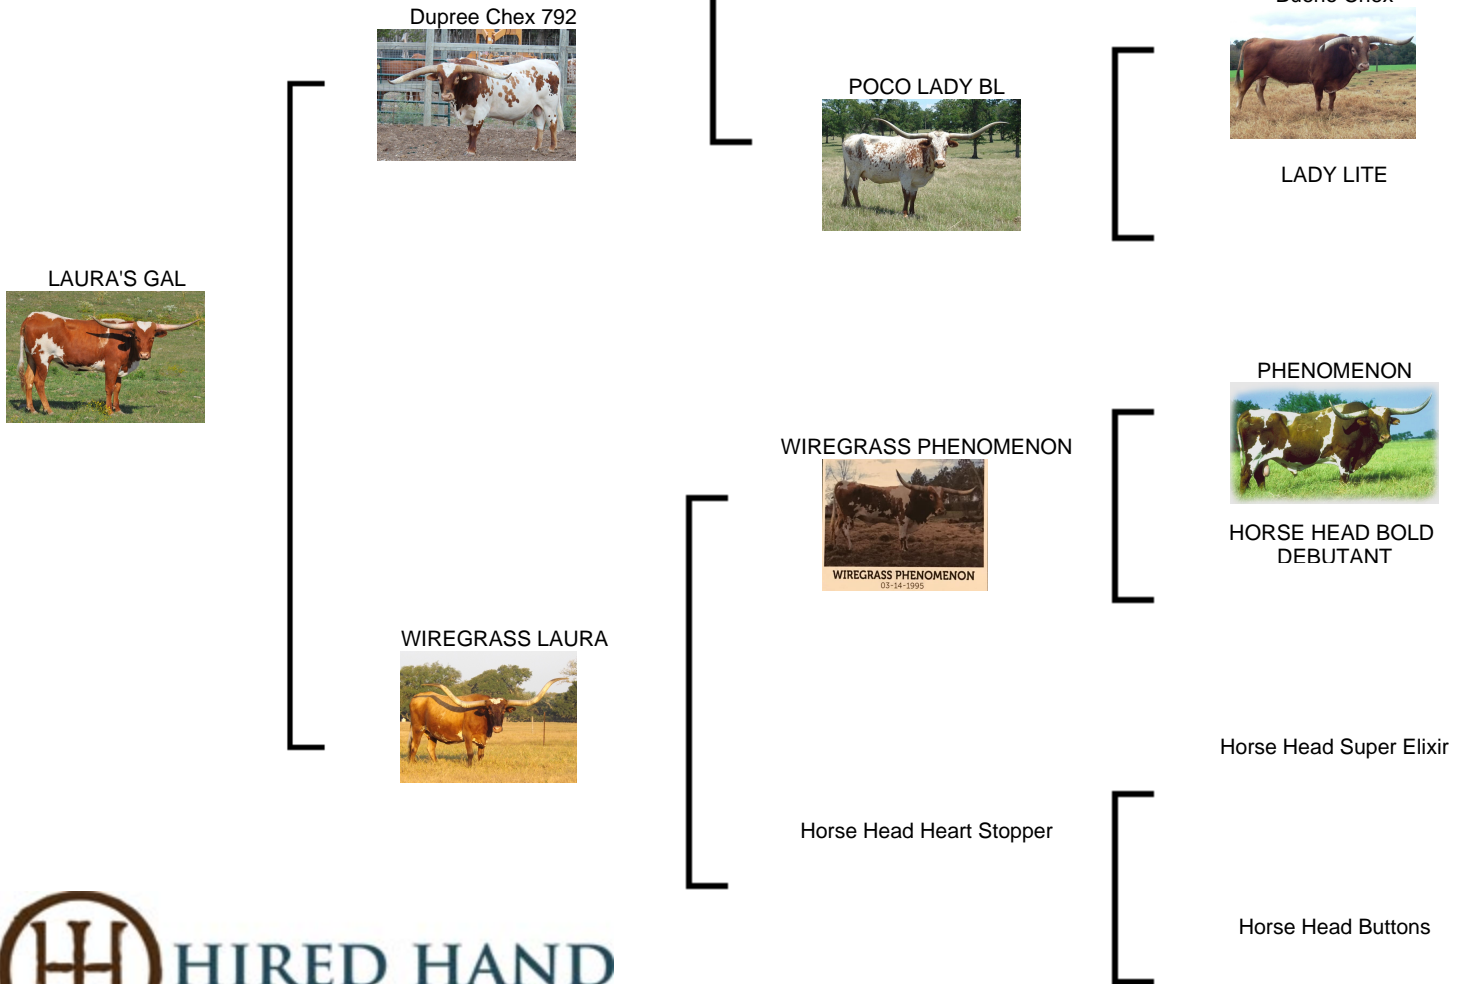 Dupree Chex 792
POCO LADY BL
LADY LITE
LAURA'S GAL
PHENOMENON
WIREGRASS PHENOMENON
WIREGRASS PHENOMENON
03-14-1995
HORSE HEAD BOLD
DEBUTANT
WIREGRASS LAURA
Horse Head Super Elixir
Horse Head Heart Stopper
Horse Head Buttons
HIRED HAND